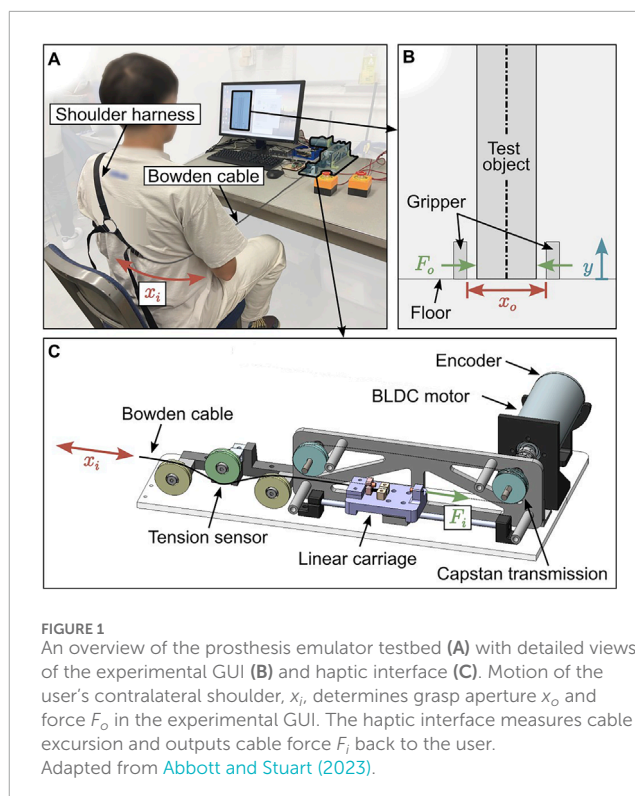 A
Shoulder harness
Bowden cable
xᵢ
B
Test
object
Gripper
Fₒ
y
xₒ
Floor
C
Encoder
BLDC motor
Bowden cable
xᵢ
Tension sensor
Fᵢ
Linear carriage
Capstan transmission
FIGURE 1
An overview of the prosthesis emulator testbed (A) with detailed views
of the experimental GUI (B) and haptic interface (C). Motion of the
user's contralateral shoulder, xᵢ, determines grasp aperture xₒ and
force Fₒ in the experimental GUI. The haptic interface measures cable
excursion and outputs cable force Fᵢ back to the user.
Adapted from Abbott and Stuart (2023).